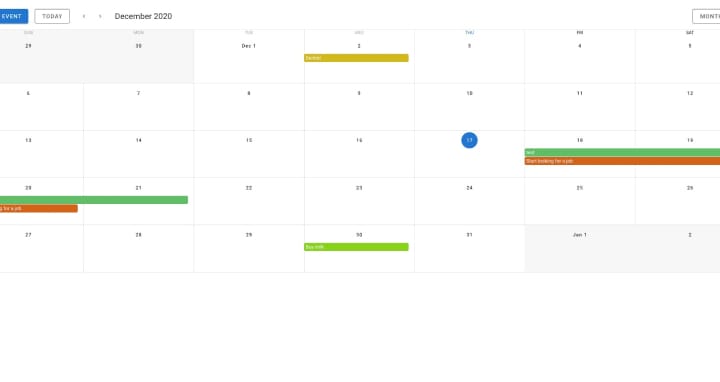 EVENT TODAY ‹ › December 2020 MONTH
SUN MON TUE WED THU FRI SAT
29 30 Dec 1 2 3 4 5
Dentist
6 7 8 9 10 11 12
13 14 15 16 17 18 19
test
Start looking for a job
20 21 22 23 24 25 26
g for a job
27 28 29 30 31 Jan 1 2
Buy milk